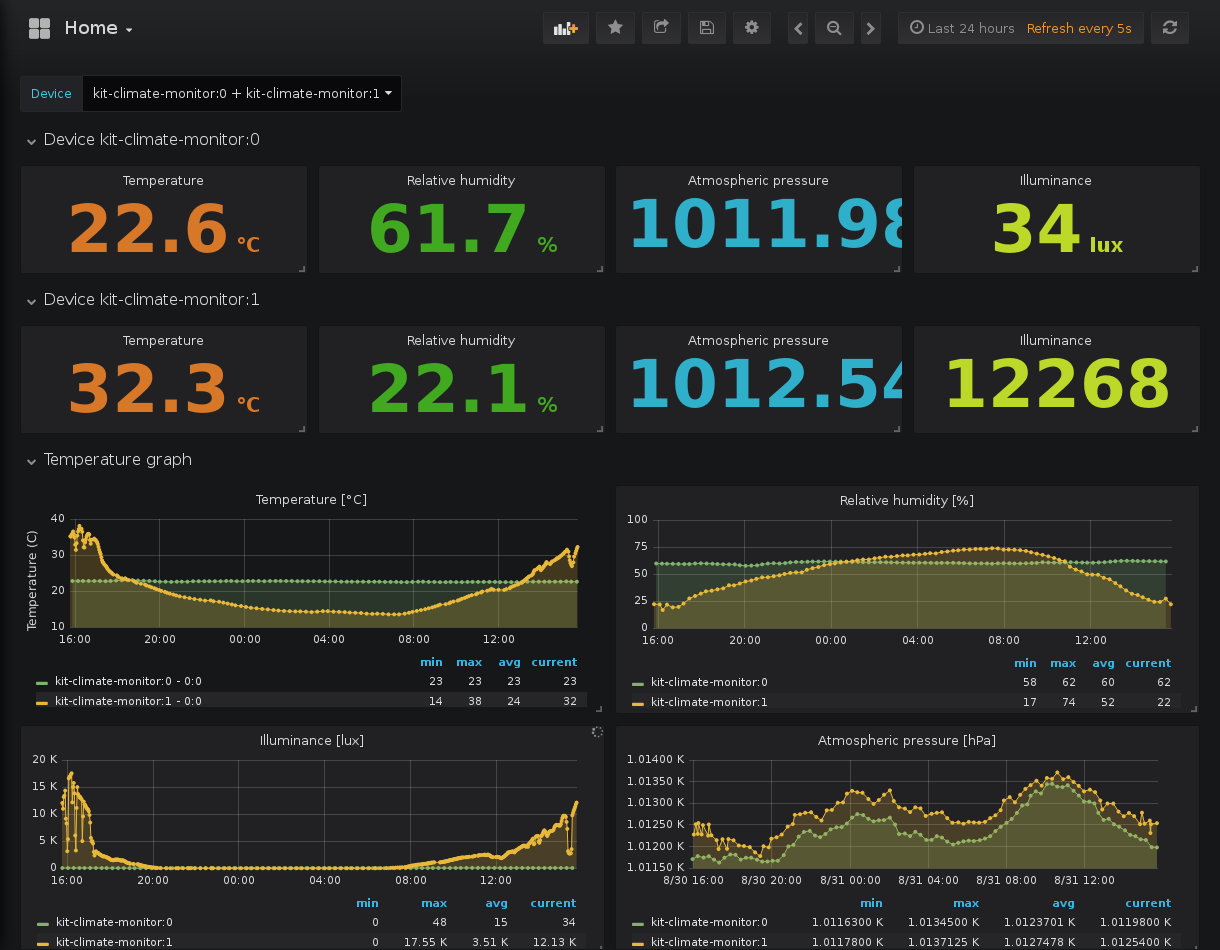 Home
Last 24 hours Refresh every 5s
Device kit-climate-monitor:0 + kit-climate-monitor:1
Device kit-climate-monitor:0
Temperature Relative humidity Atmospheric pressure Illuminance
22.6 °C 61.7 % 1011.98 34 lux
Device kit-climate-monitor:1
Temperature Relative humidity Atmospheric pressure Illuminance
32.3 °C 22.1 % 1012.54 12268
Temperature graph
Temperature [°C]
Temperature (C)
40
30
20
10
16:00 20:00 00:00 04:00 08:00 12:00
min max avg current
kit-climate-monitor:0 - 0:0 23 23 23 23
kit-climate-monitor:1 - 0:0 14 38 24 32
Relative humidity [%]
100
75
50
25
0
16:00 20:00 00:00 04:00 08:00 12:00
min max avg current
kit-climate-monitor:0 58 62 60 62
kit-climate-monitor:1 17 74 52 22
Illuminance [lux]
20 K
15 K
10 K
5 K
0
16:00 20:00 00:00 04:00 08:00 12:00
min max avg current
kit-climate-monitor:0 0 48 15 34
kit-climate-monitor:1 0 17.55 K 3.51 K 12.13 K
Atmospheric pressure [hPa]
1.01400 K
1.01350 K
1.01300 K
1.01250 K
1.01200 K
1.01150 K
8/30 16:00 8/30 20:00 8/31 00:00 8/31 04:00 8/31 08:00 8/31 12:00
min max avg current
kit-climate-monitor:0 1.0116300 K 1.0134500 K 1.0123701 K 1.0119800 K
kit-climate-monitor:1 1.0117800 K 1.0137125 K 1.0127478 K 1.0125400 K